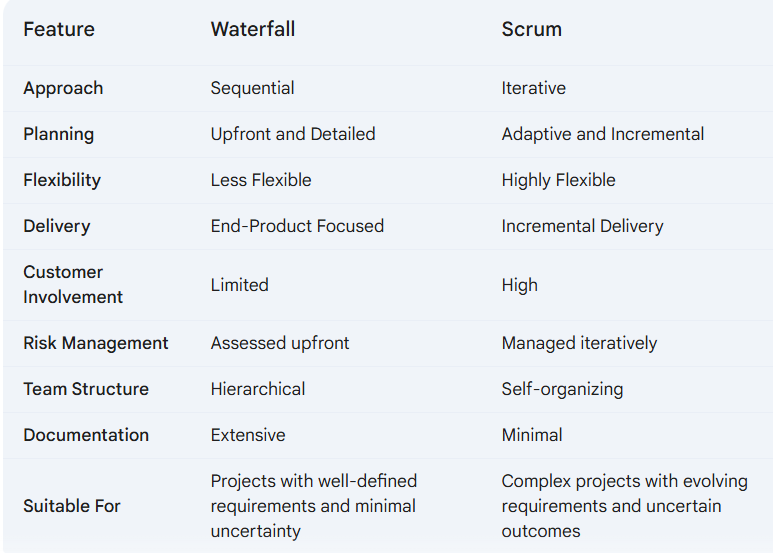 Feature Waterfall Scrum
Approach Sequential Iterative
Planning Upfront and Detailed Adaptive and Incremental
Flexibility Less Flexible Highly Flexible
Delivery End-Product Focused Incremental Delivery
Customer
Involvement Limited High
Risk Management Assessed upfront Managed iteratively
Team Structure Hierarchical Self-organizing
Documentation Extensive Minimal
Suitable For
Projects with well-defined
requirements and minimal
uncertainty
Complex projects with evolving
requirements and uncertain
outcomes